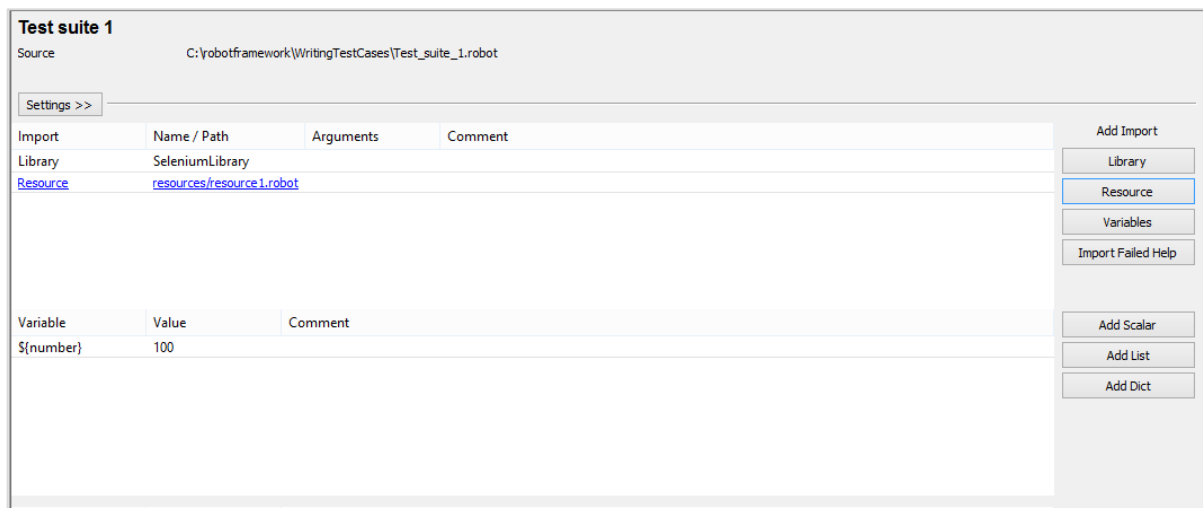 Test suite 1
Source C:\robotframework\WritingTestCases\Test_suite_1.robot
Settings >>
Import Name / Path Arguments Comment Add Import
Library SeleniumLibrary Library
Resource resources/resource1.robot Resource
Variables
Import Failed Help
Variable Value Comment Add Scalar
${number} 100 Add List
Add Dict